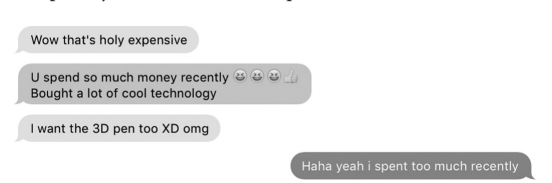 Wow that's holy expensive
U spend so much money recently 😆 😆 😆 👍
Bought a lot of cool technology
I want the 3D pen too XD omg
Haha yeah i spent too much recently